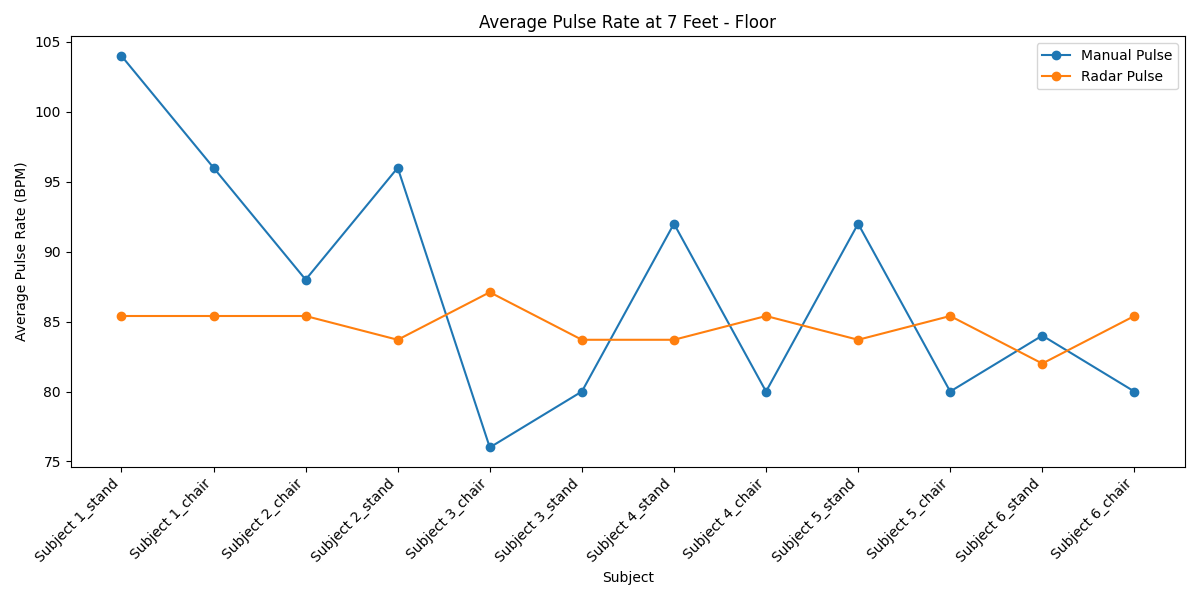 Average Pulse Rate at 7 Feet - Floor
Manual Pulse
Radar Pulse
Average Pulse Rate (BPM)
105
100
95
90
85
80
75
Subject 1_stand
Subject 1_chair
Subject 2_chair
Subject 2_stand
Subject 3_chair
Subject 3_stand
Subject 4_stand
Subject 4_chair
Subject 5_stand
Subject 5_chair
Subject 6_stand
Subject 6_chair
Subject